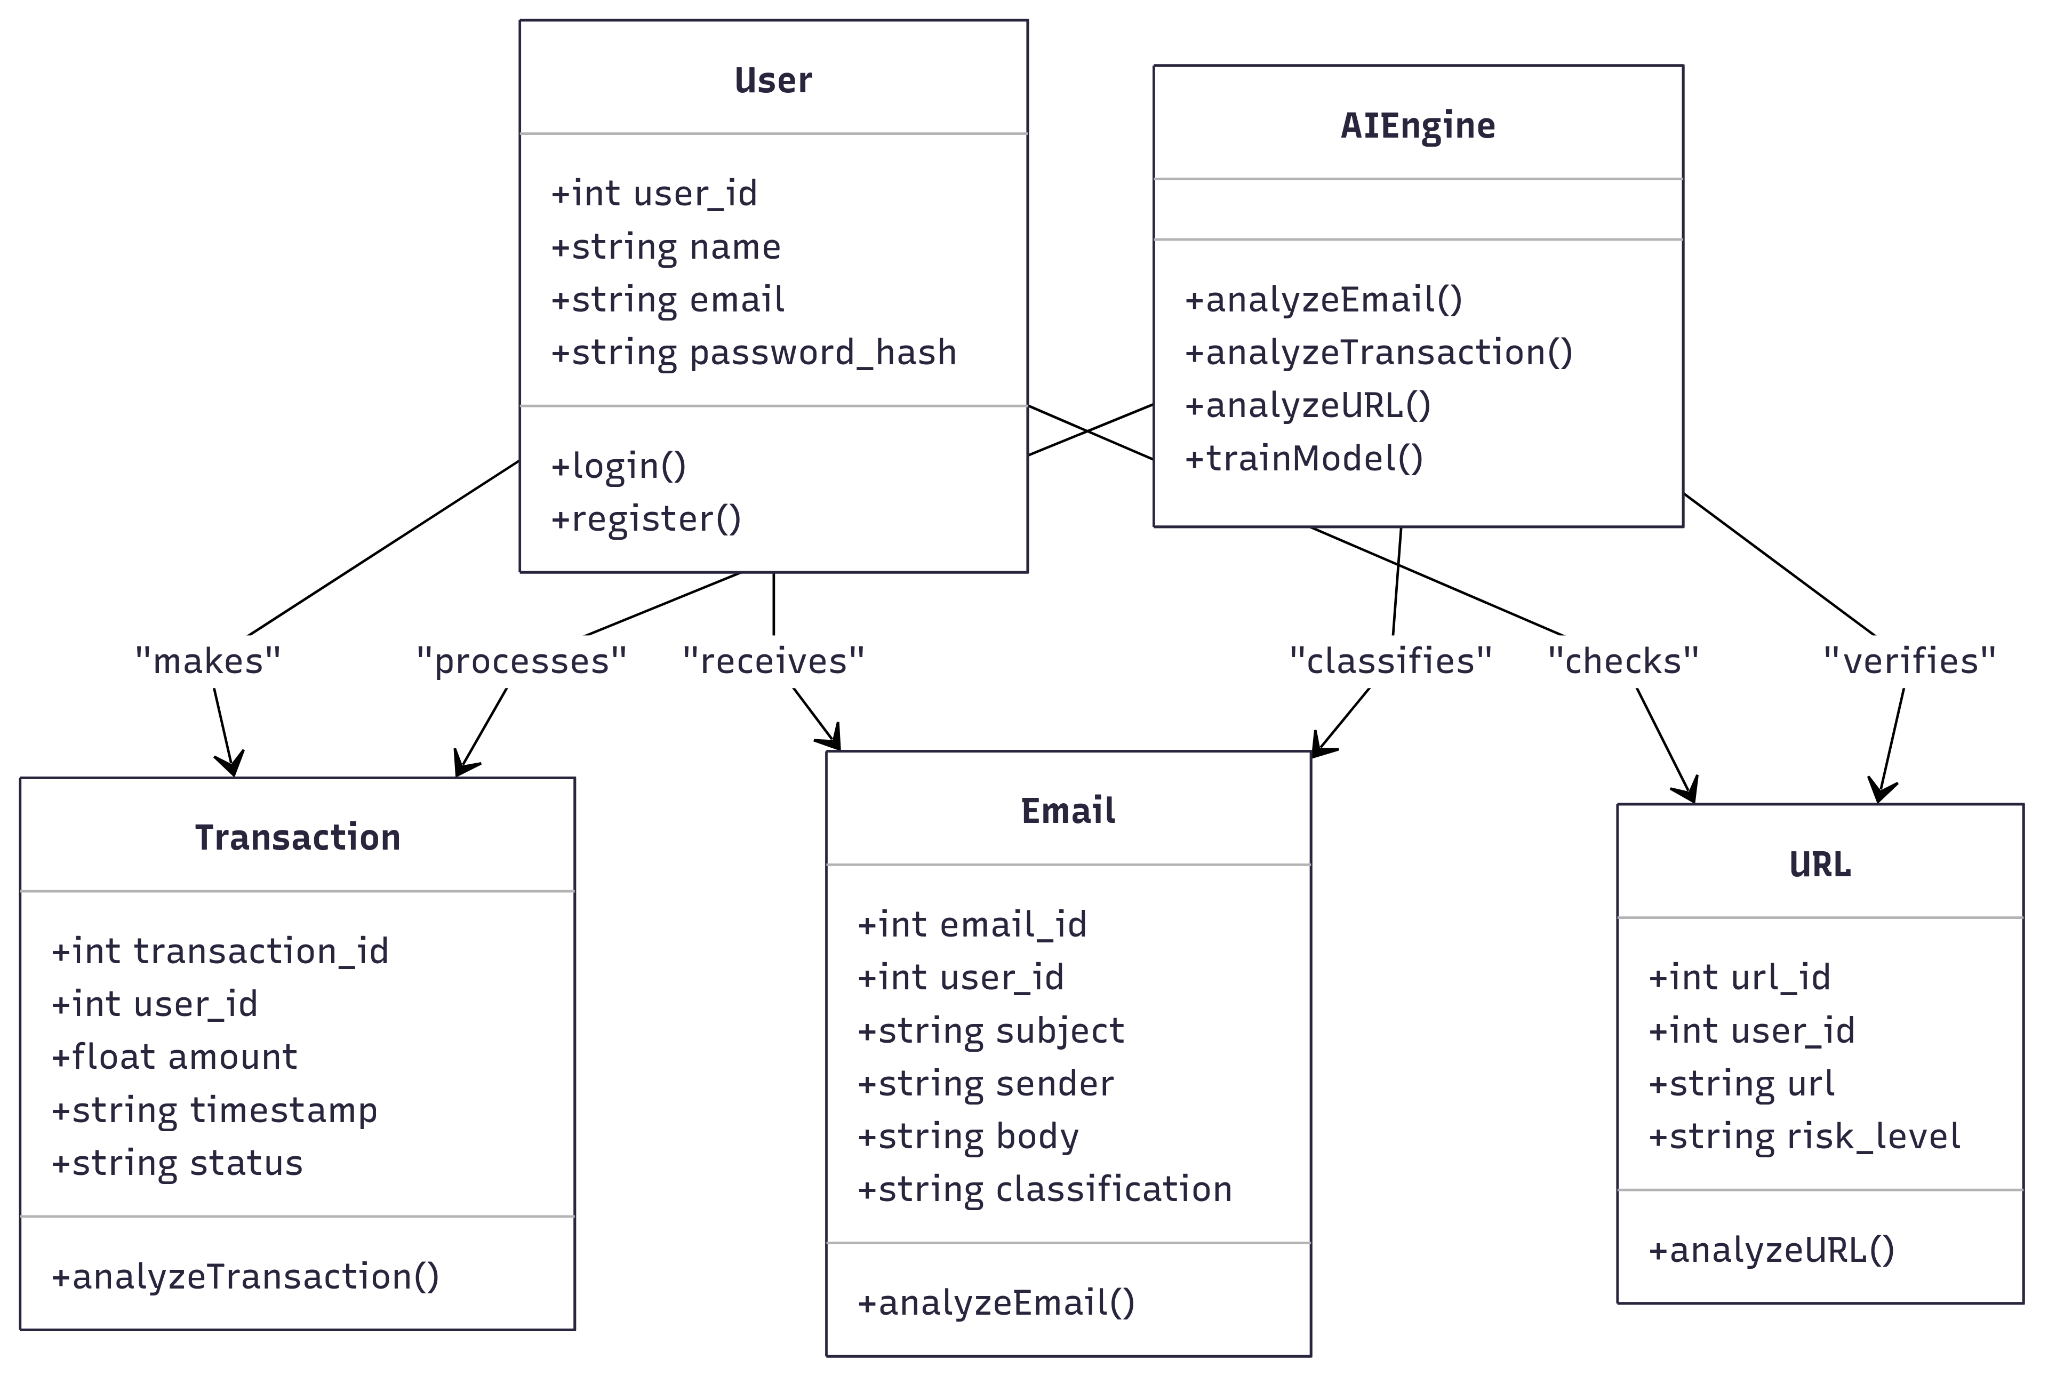 User
+int user_id
+string name
+string email
+string password_hash
+login()
+register()
AIEngine
+analyzeEmail()
+analyzeTransaction()
+analyzeURL()
+trainModel()
"makes"
"processes"
"receives"
"classifies"
"checks"
"verifies"
Transaction
+int transaction_id
+int user_id
+float amount
+string timestamp
+string status
+analyzeTransaction()
Email
+int email_id
+int user_id
+string subject
+string sender
+string body
+string classification
+analyzeEmail()
URL
+int url_id
+int user_id
+string url
+string risk_level
+analyzeURL()